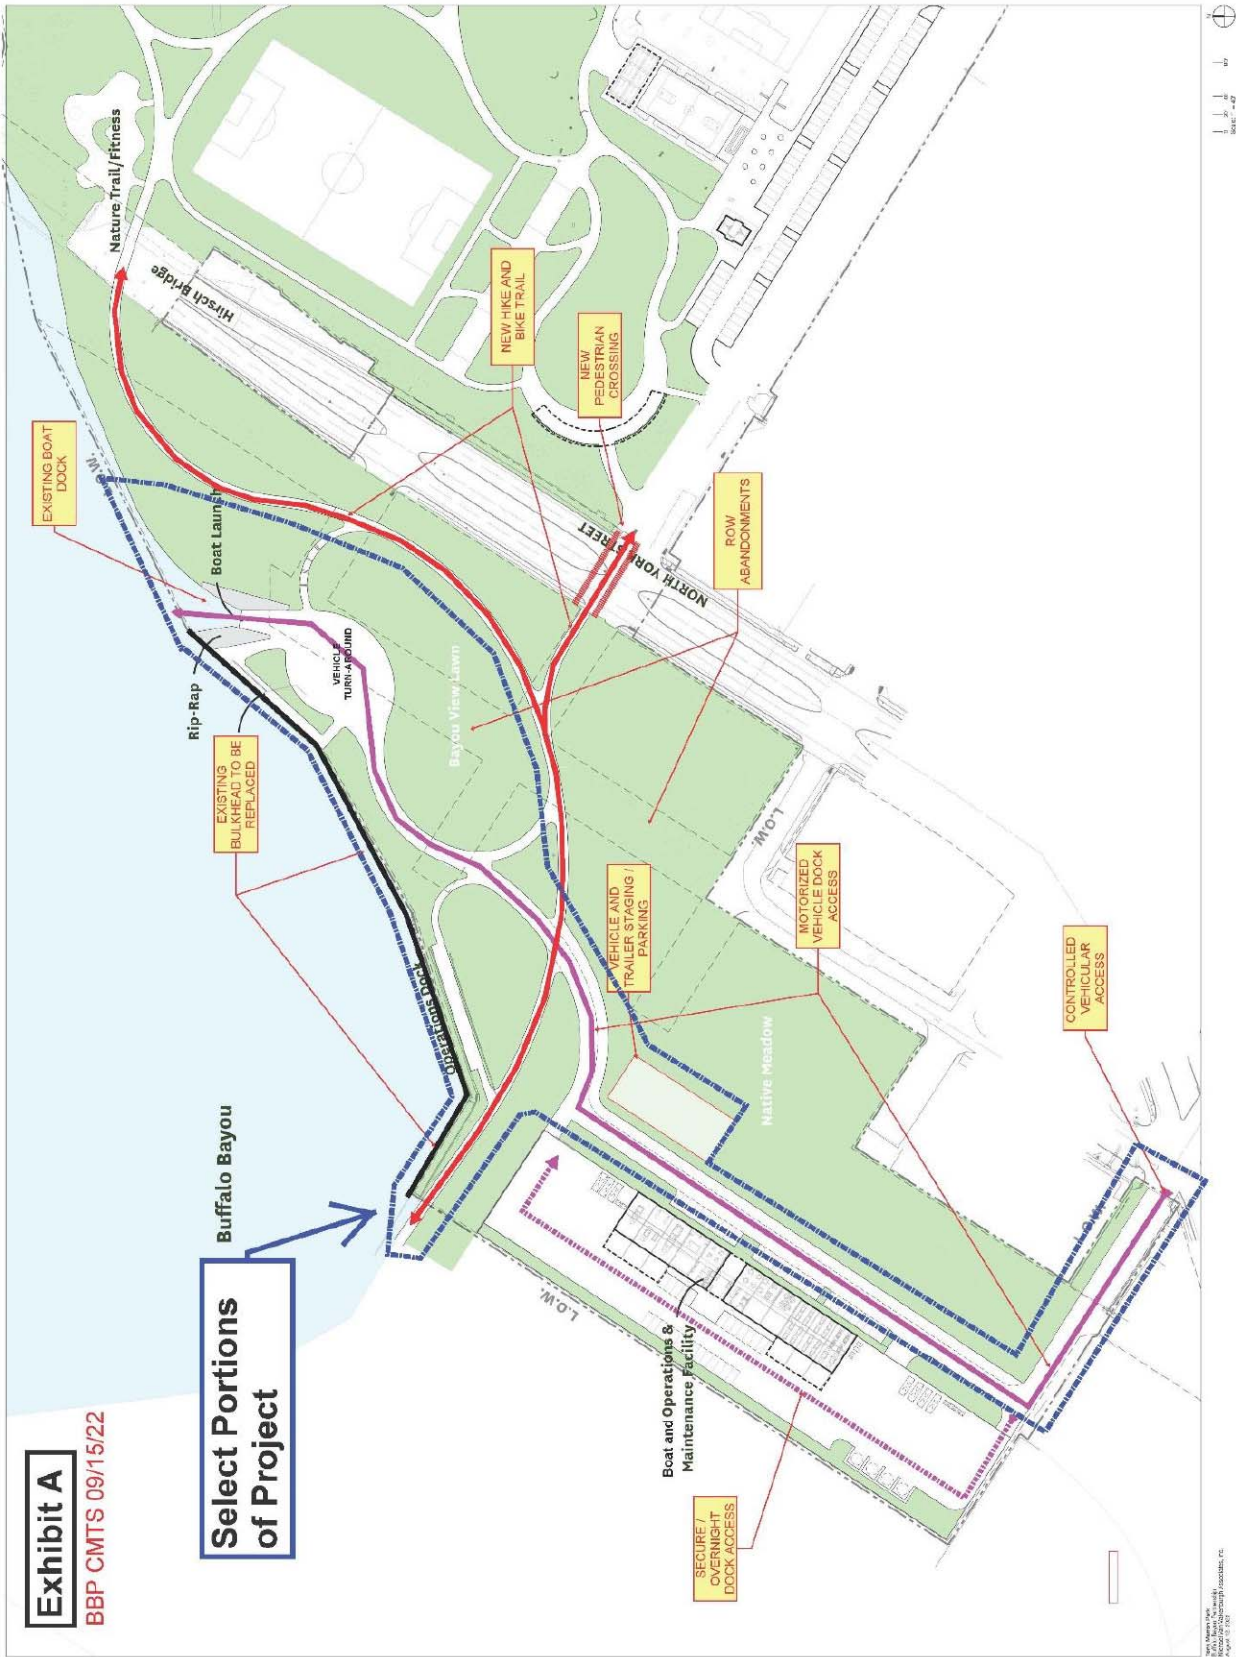 Exhibit A
BBP CMTS 09/15/22
Select Portions
of Project
Buffalo Bayou
EXISTING
BULKHEAD TO BE
REPLACED
Rip-Rap
EXISTING BOAT
DOCK
Boat Launch
Nature Trail/Fitness
Hirsch Bridge
VEHICLE
TURN-AROUND
Operations Dock
Bayou View Lawn
NEW HIKE AND
BIKE TRAIL
NEW
PEDESTRIAN
CROSSING
NORTH YORK STREET
ROW
ABANDONMENTS
L.O.W.
VEHICLE AND
TRAILER STAGING /
PARKING
Native Meadow
MOTORIZED
VEHICLE DOCK
ACCESS
CONTROLLED
VEHICULAR
ACCESS
L.O.W.
Boat and Operations &
Maintenance Facility
SECURE /
OVERNIGHT
DOCK ACCESS